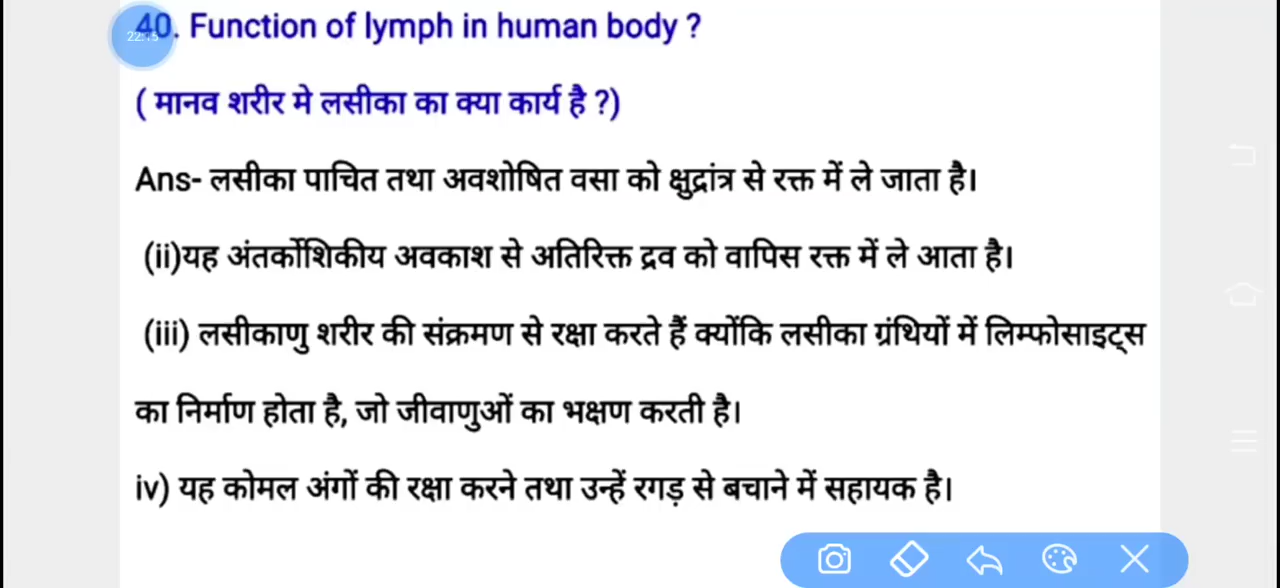 40. Function of lymph in human body ?
22:15
( मानव शरीर मे लसीका का क्या कार्य है ?)
Ans- लसीका पाचित तथा अवशोषित वसा को क्षुद्रांत्र से रक्त में ले जाता है।
(ii)यह अंतर्कोशिकीय अवकाश से अतिरिक्त द्रव को वापिस रक्त में ले आता है।
(iii) लसीकाणु शरीर की संक्रमण से रक्षा करते हैं क्योंकि लसीका ग्रंथियों में लिम्फोसाइट्स
का निर्माण होता है, जो जीवाणुओं का भक्षण करती है।
iv) यह कोमल अंगों की रक्षा करने तथा उन्हें रगड़ से बचाने में सहायक है।